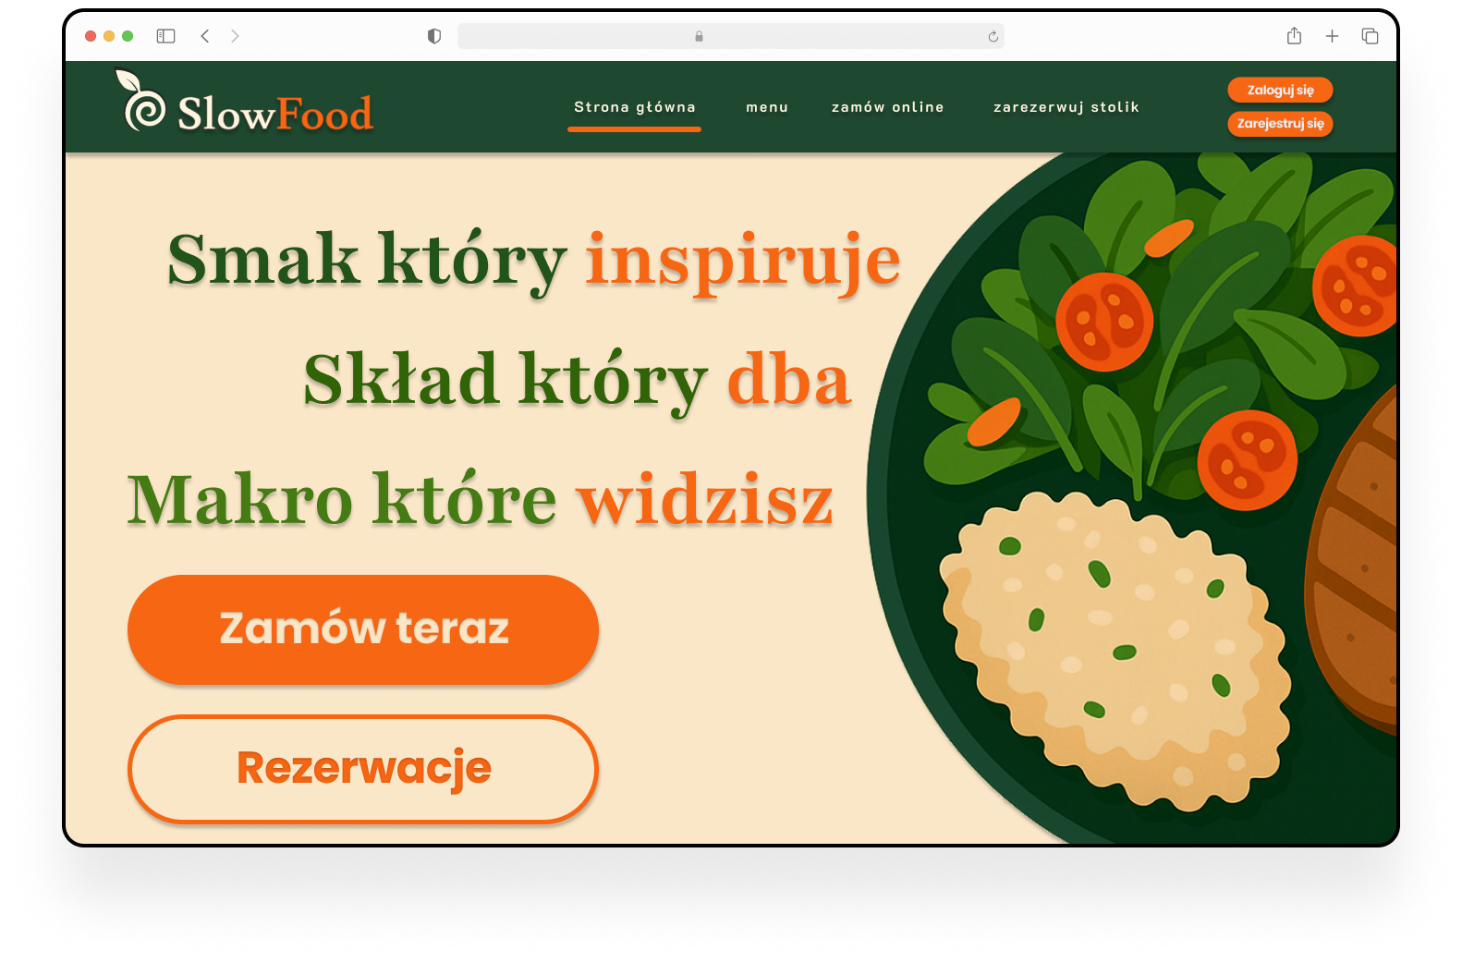 SlowFood
Strona główna
menu
zamów online
zarezerwuj stolik
Zaloguj się
Zarejestruj się
Smak który inspiruje
Skład który dba
Makro które widzisz
Zamów teraz
Rezerwacje